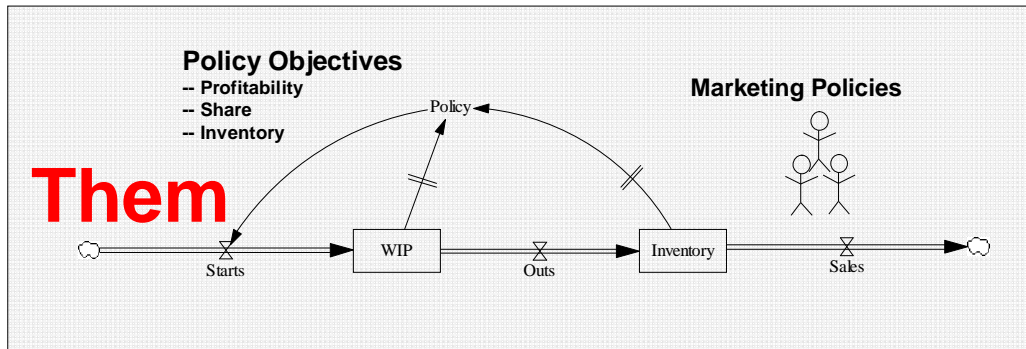 Policy Objectives
-- Profitability
-- Share
-- Inventory
Marketing Policies
Policy
Them
WIP
Inventory
Starts
Outs
Sales